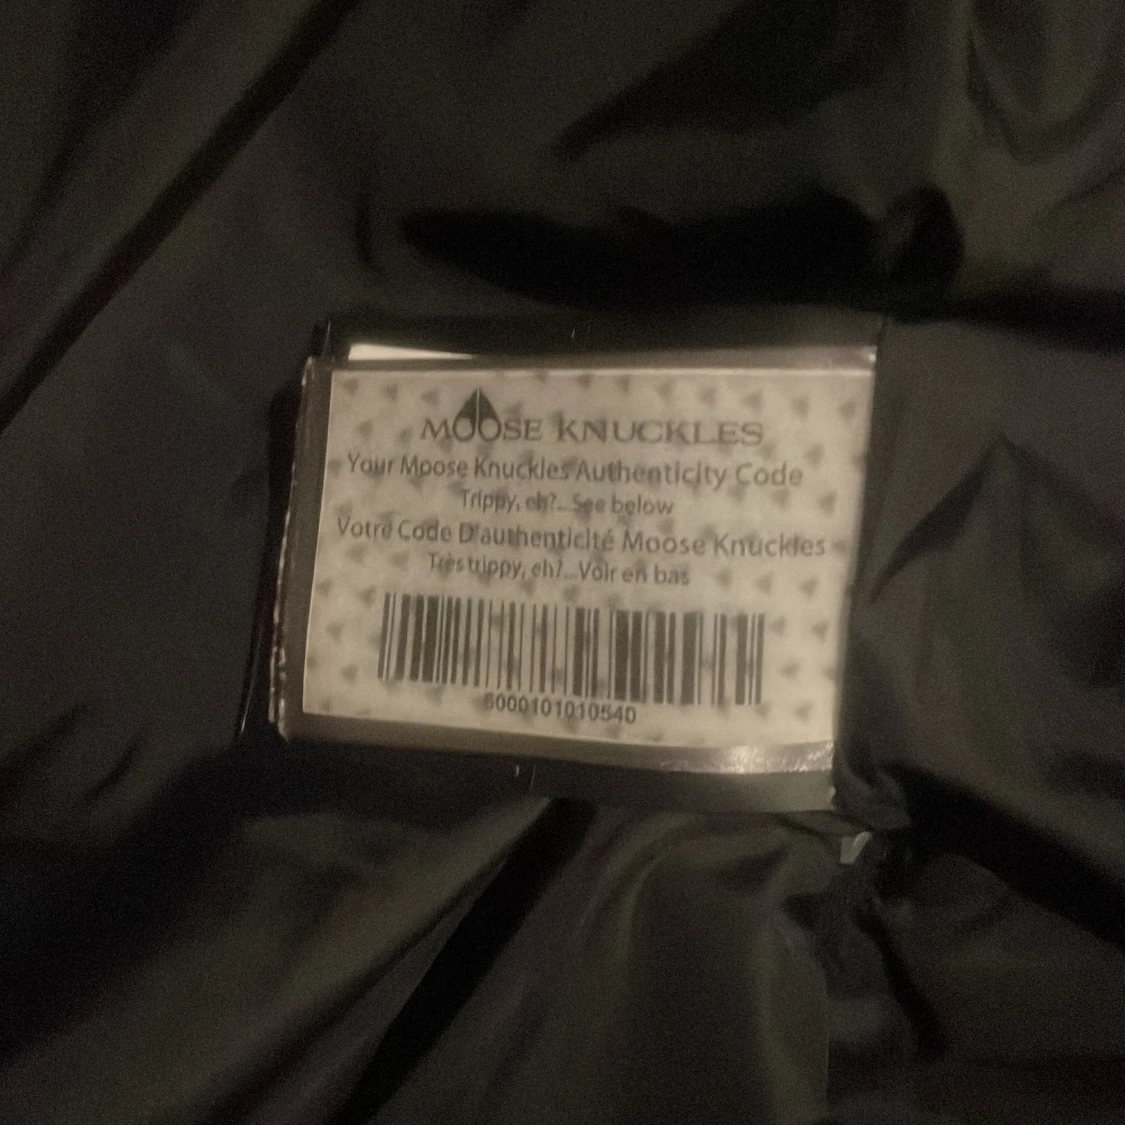 MOOSE KNUCKLES
Your Moose Knuckles Authenticity Code
Trippy, eh?...See below
Votre Code D'authenticité Moose Knuckles
Très trippy, eh?...Voir en bas
6000101010540